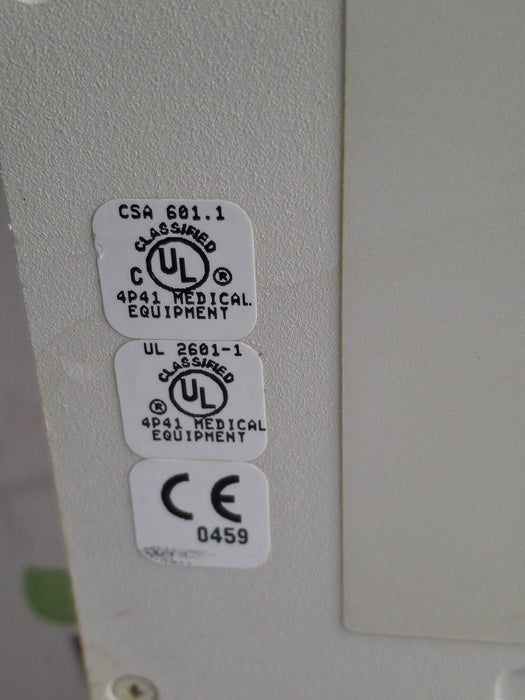 CSA 601.1
CLASSIFIED
C UL ®
4P41 MEDICAL
EQUIPMENT
UL 2601-1
CLASSIFIED
® UL
4P41 MEDICAL
EQUIPMENT
CE
0459